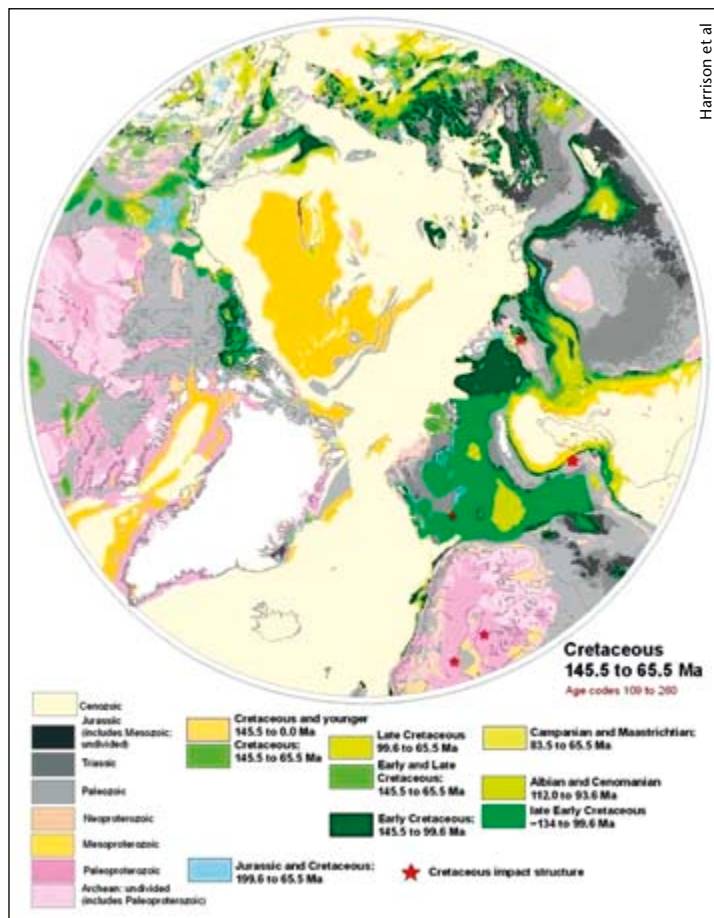 Harrison et al
Cretaceous
145.5 to 65.5 Ma
Age codes 109 to 260
Cenozoic
Jurassic
(includes Mesozoic:
undivided)
Triassic
Paleozoic
Neoproterozoic
Mesoproterozoic
Paleoproterozoic
Archean: undivided
(includes Paleoproterozoic)
Cretaceous and younger
145.5 to 0.0 Ma
Cretaceous:
145.5 to 65.5 Ma
Jurassic and Cretaceous:
199.6 to 65.5 Ma
Late Cretaceous
99.6 to 65.5 Ma
Early and Late
Cretaceous:
145.5 to 65.5 Ma
Early Cretaceous:
145.5 to 99.6 Ma
Campanian and Maastrichtian:
83.5 to 65.5 Ma
Albian and Cenomanian
112.0 to 93.6 Ma
late Early Cretaceous
~134 to 99.6 Ma
Cretaceous impact structure